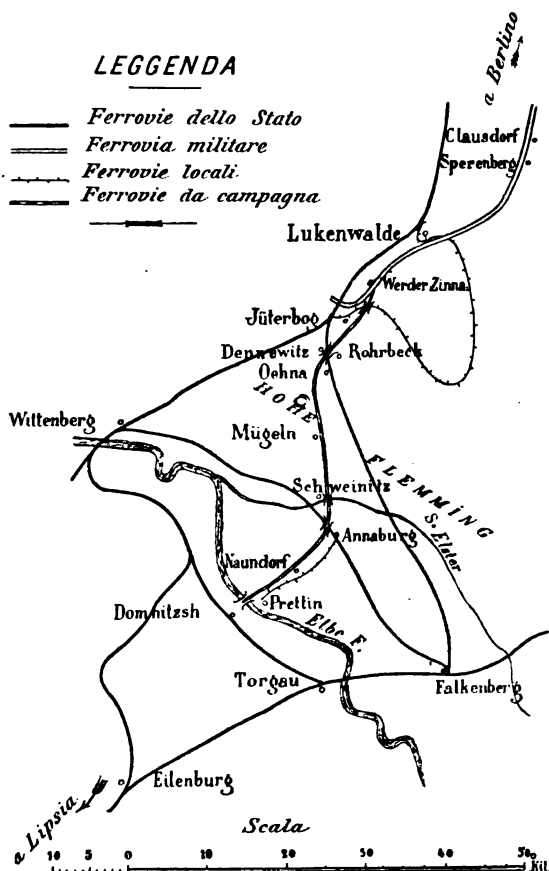 a Berlino
LEGGENDA
Ferrovie dello Stato
Ferrovia militare
Ferrovie locali
Ferrovie da campagna
Clausdorf
Sperenberg
Lukenwalde
Werder Zinna
Jüterbog
Dennewitz
Rohrbeck
Oehna
HOHE
Wittenberg
Mügeln
FLEMMING
Schweinitz
S. Elster
Annaburg
Naundorf
Prettin
Domnitzsh
Elbe F.
Torgau
Falkenberg
Eilenburg
a Lipsia
Scala
10 5 0 10 20 30 40 50
Kil.